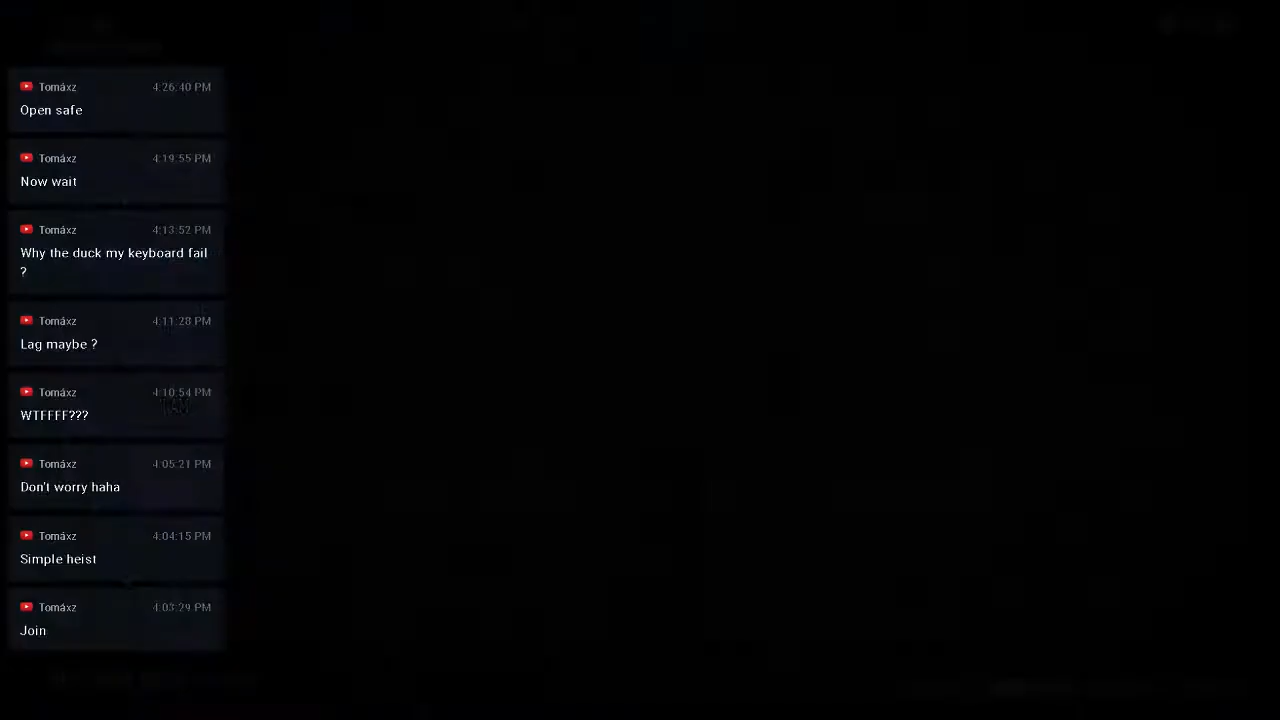 Tomáxz 4:26:40 PM
Open safe
Tomáxz 4:19:55 PM
Now wait
Tomáxz 4:13:52 PM
Why the duck my keyboard fail
?
Tomáxz 4:11:28 PM
Lag maybe ?
Tomáxz 4:10:54 PM
WTFFFF???
Tomáxz 4:05:21 PM
Don't worry haha
Tomáxz 4:04:15 PM
Simple heist
Tomáxz 4:03:29 PM
Join